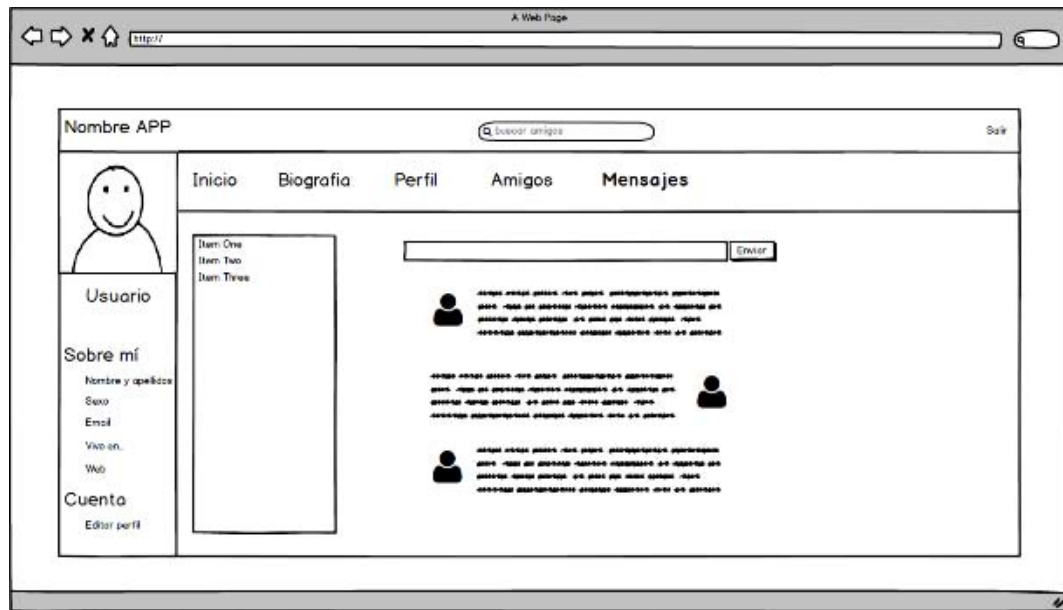 A Web Page
http://
Nombre APP
buscar amigos
Salir
Inicio Biografia Perfil Amigos Mensajes
Item One
Item Two
Item Three
Enviar
Usuario
Sobre mí
Nombre y apellidos
Sexo
Email
Vivo en..
Web
Cuenta
Editar perfil